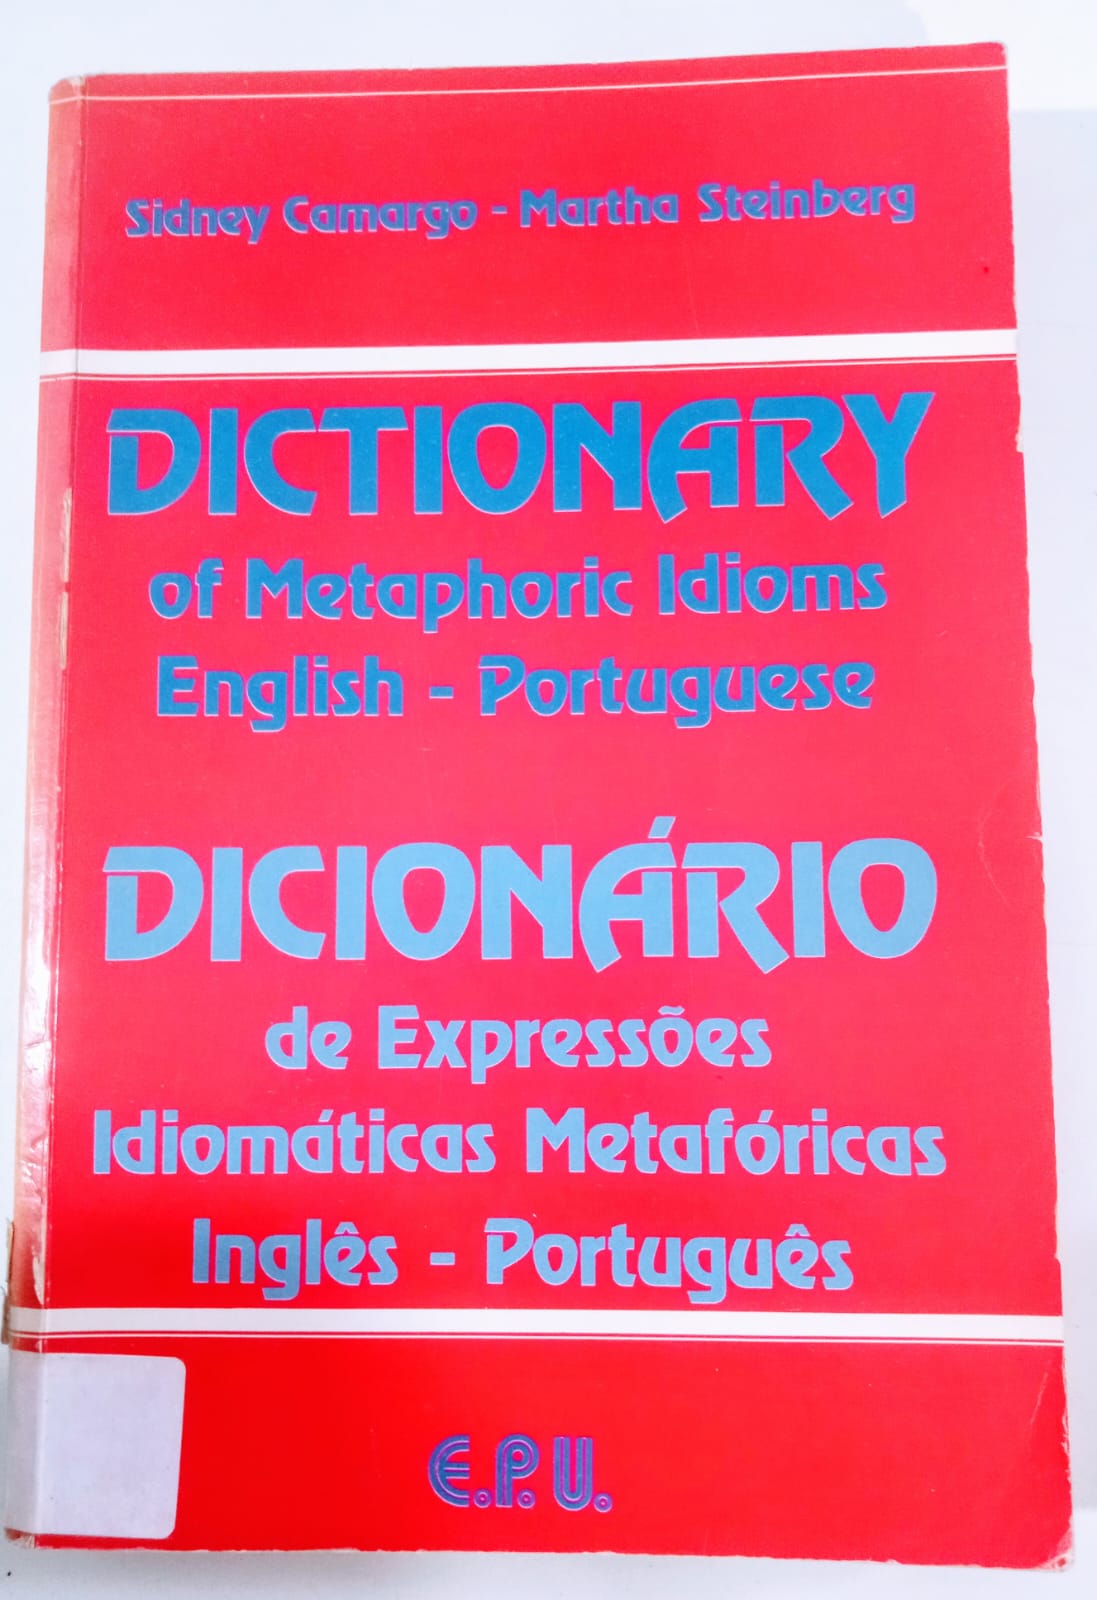 Sidney Camargo - Martha Steinberg
DICTIONARY
of Metaphoric Idioms
English - Portuguese
DICIONÁRIO
de Expressões
Idiomáticas Metafóricas
Inglês - Português
E.P.U.